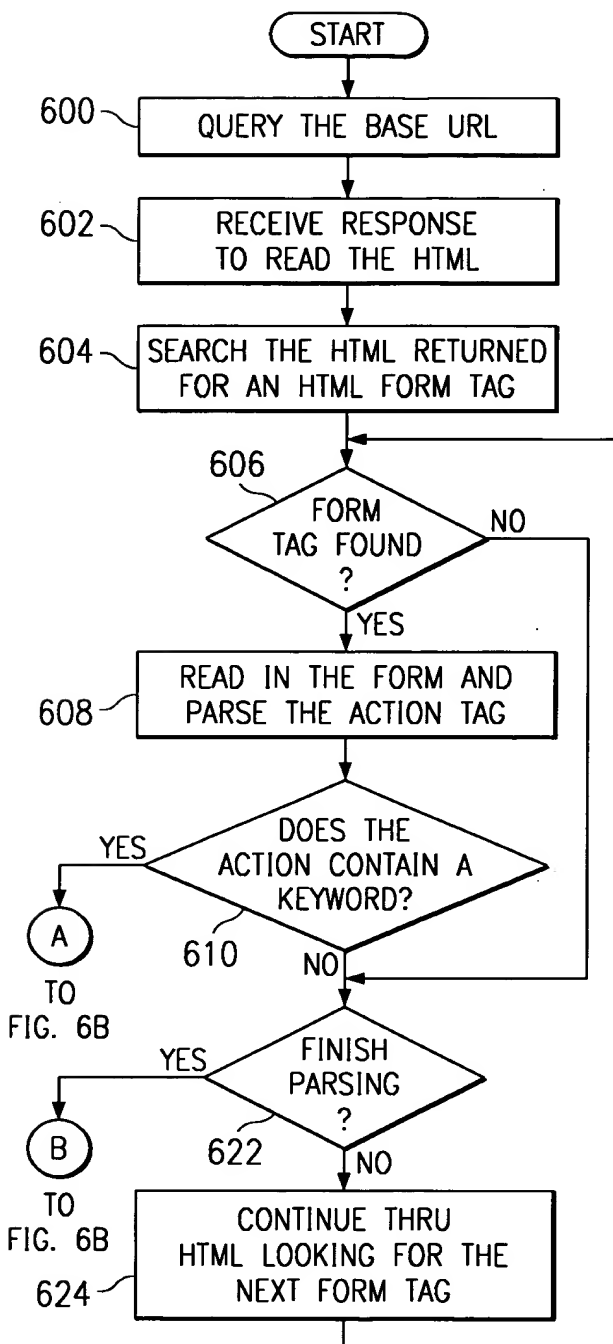 START
600
QUERY THE BASE URL
602
RECEIVE RESPONSE
TO READ THE HTML
604
SEARCH THE HTML RETURNED
FOR AN HTML FORM TAG
606
FORM
TAG FOUND
?
NO
YES
608
READ IN THE FORM AND
PARSE THE ACTION TAG
YES
DOES THE
ACTION CONTAIN A
KEYWORD?
610
A
TO
FIG. 6B
NO
YES
FINISH
PARSING
?
622
B
TO
FIG. 6B
NO
CONTINUE THRU
HTML LOOKING FOR THE
NEXT FORM TAG
624